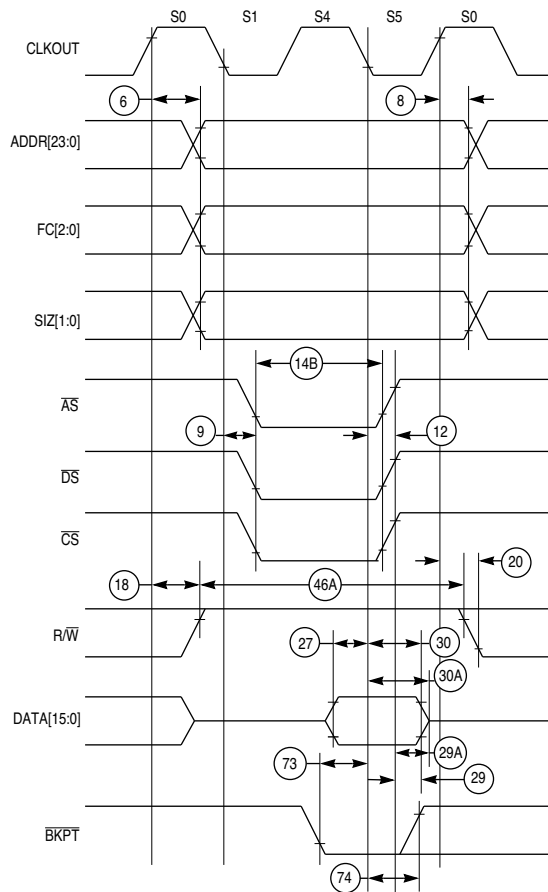 S0 S1 S4 S5 S0
CLKOUT
6 8
ADDR[23:0]
FC[2:0]
SIZ[1:0]
14B
AS
9 12
DS
CS
20
18 46A
R/W
27 30
30A
DATA[15:0]
29A
73
29
BKPT
74